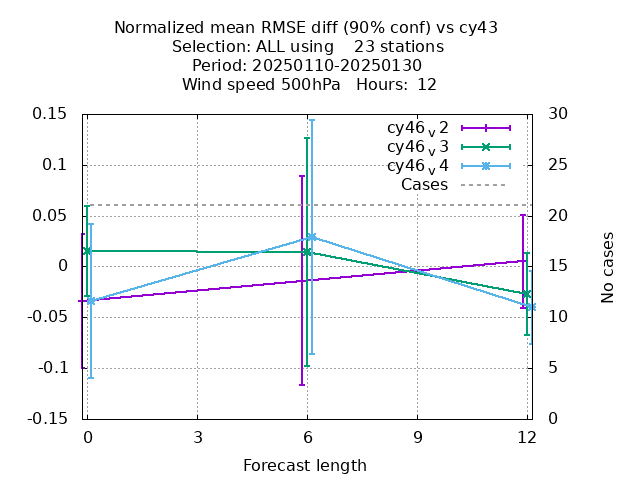 Normalized mean RMSE diff (90% conf) vs cy43
Selection: ALL using    23 stations
Period: 20250110-20250130
Wind speed 500hPa   Hours:  12
0.15
0.1
0.05
0
-0.05
-0.1
-0.15
30
25
20
15
10
5
0
cy46_v2
cy46_v3
cy46_v4
Cases
No cases
0 3 6 9 12
Forecast length